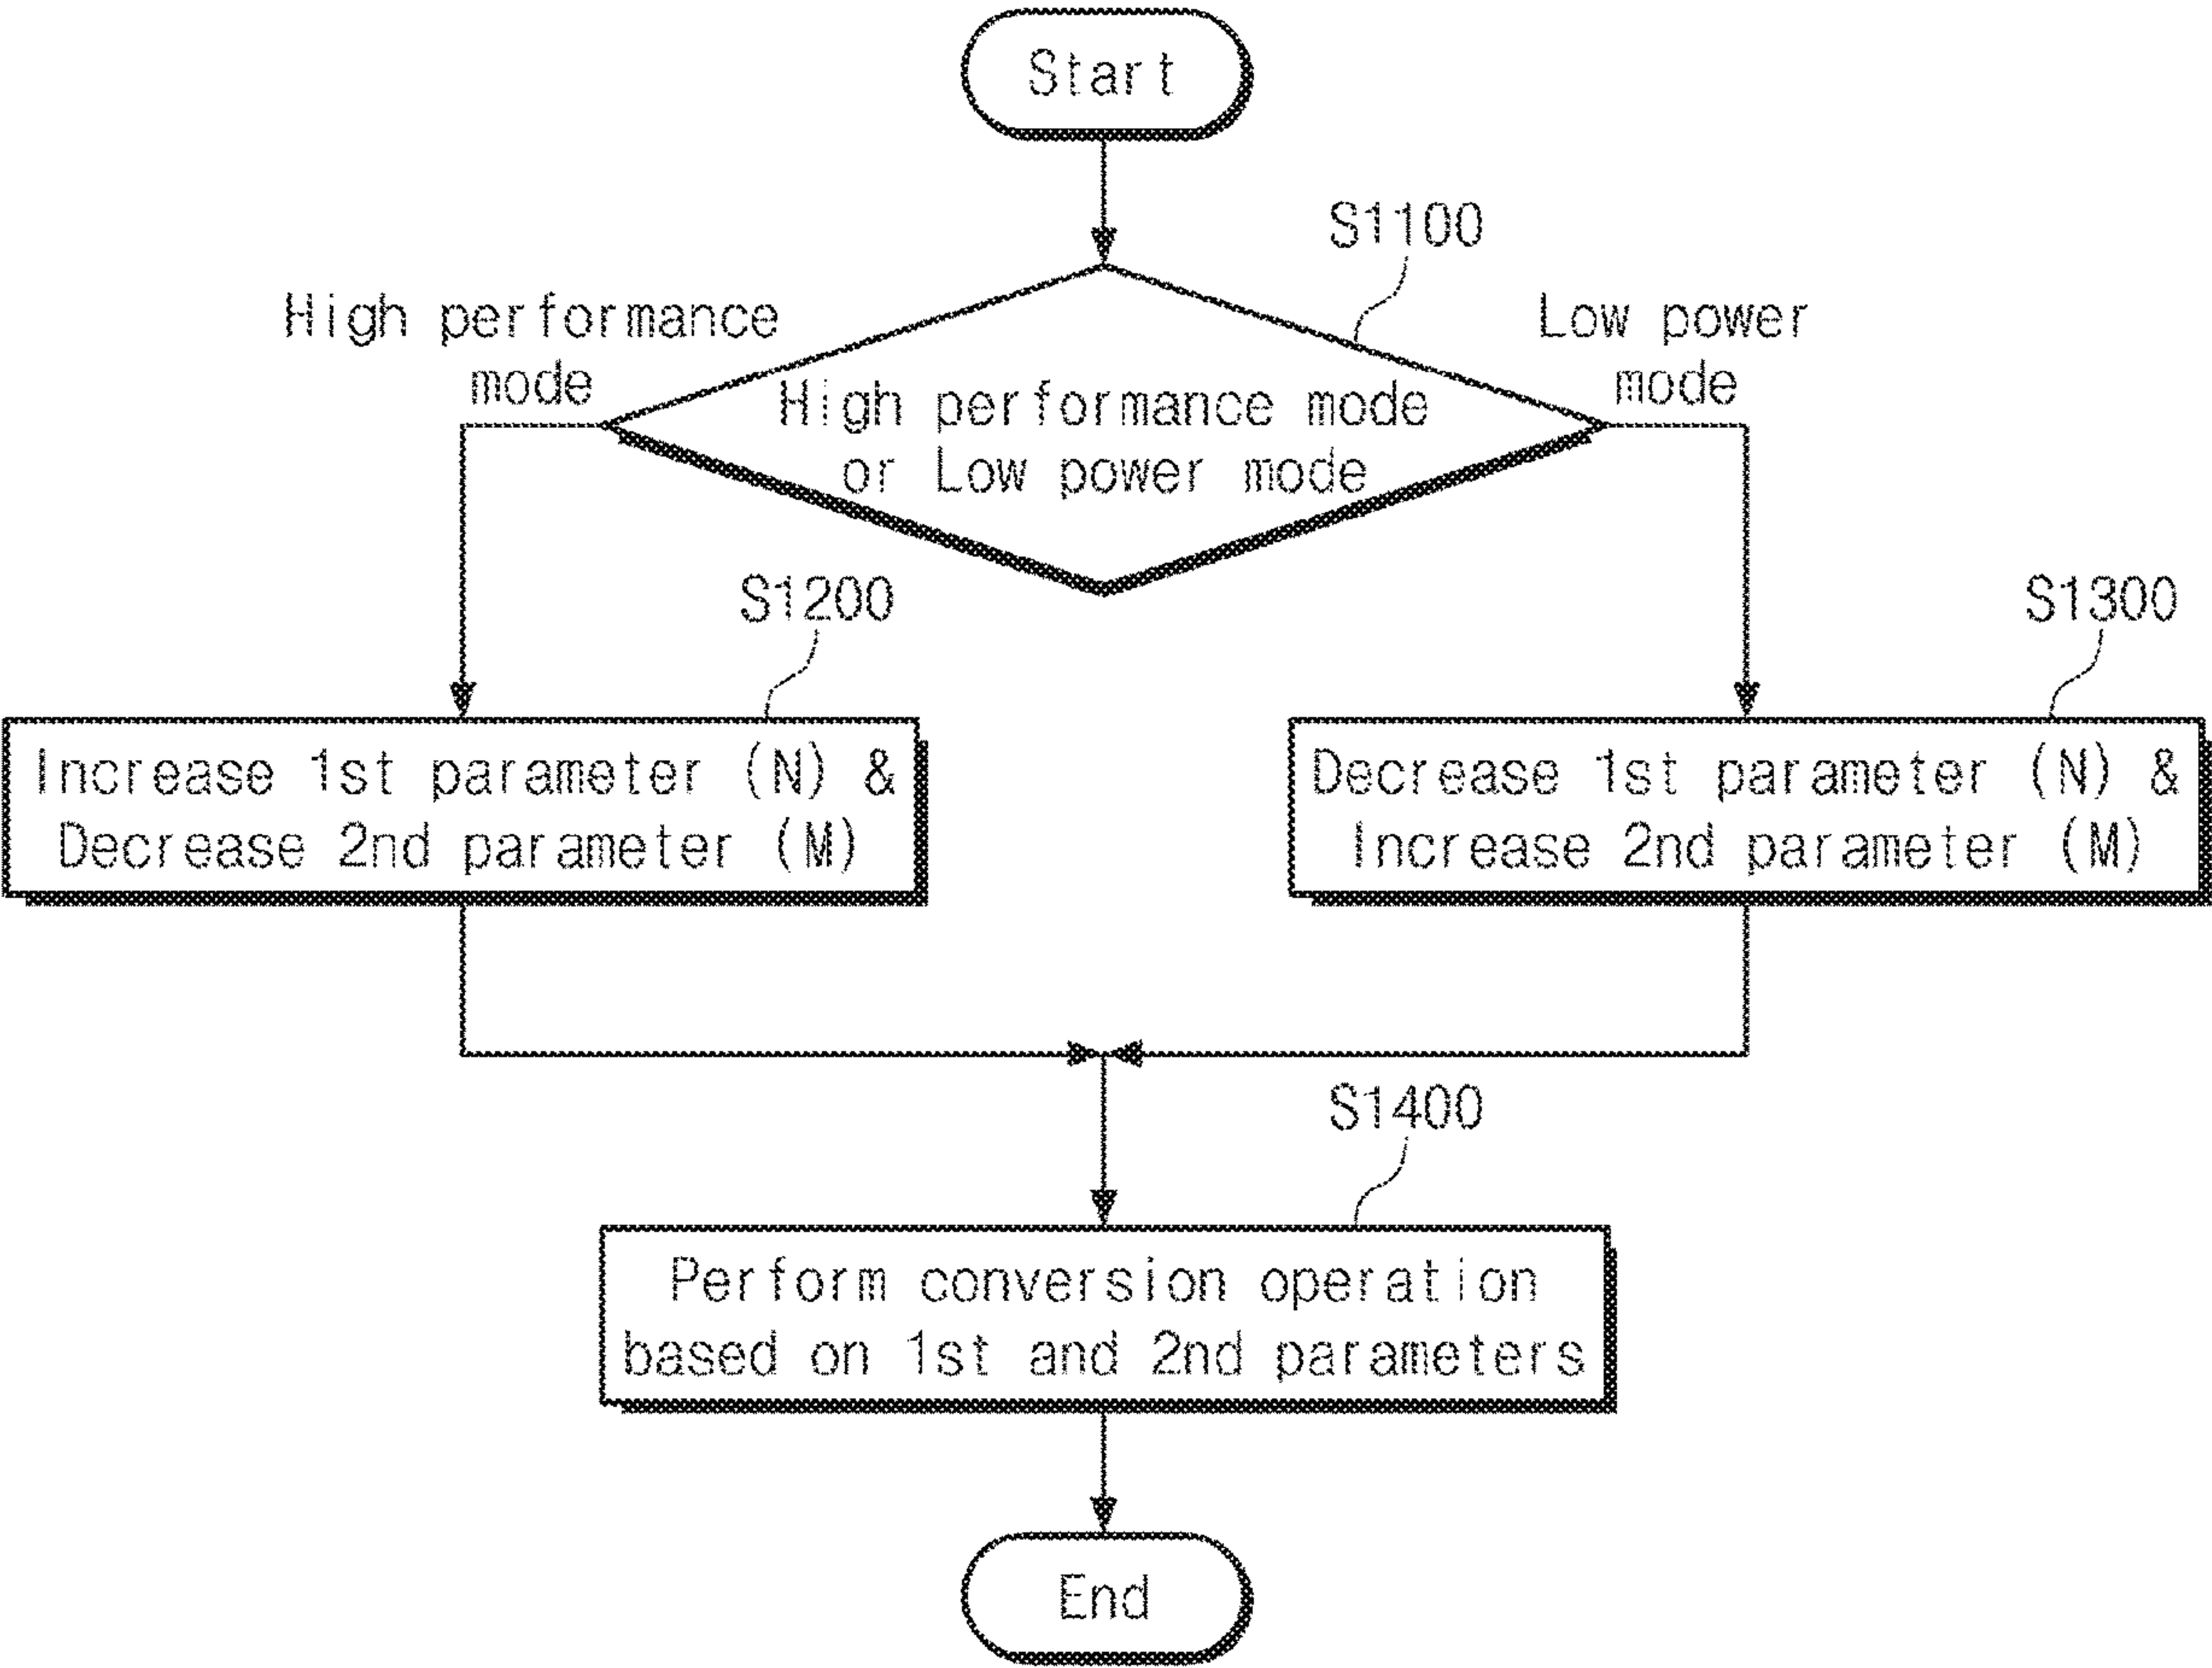 Start
S1100
High performance
mode
Low power
mode
High performance mode
or Low power mode
S1200
S1300
Increase 1st parameter (N) &
Decrease 2nd parameter (M)
Decrease 1st parameter (N) &
Increase 2nd parameter (M)
S1400
Perform conversion operation
based on 1st and 2nd parameters
End